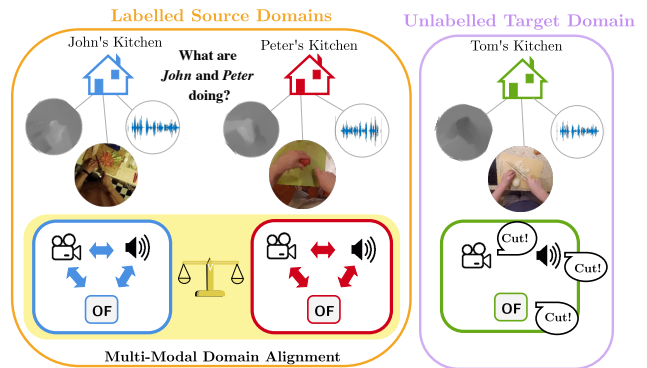 Labelled Source Domains
Unlabelled Target Domain
John's Kitchen
What are
John and Peter
doing?
Peter's Kitchen
Tom's Kitchen
OF
OF
Cut!
Cut!
OF
Cut!
Multi-Modal Domain Alignment